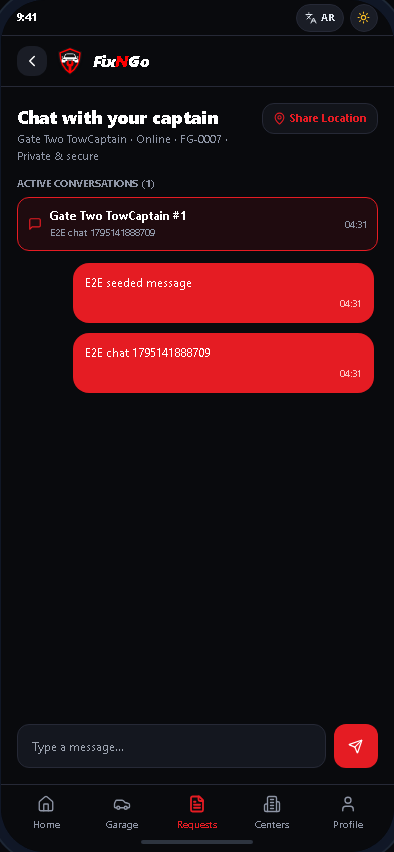 9:41
AR
FixNGo
Chat with your captain
Share Location
Gate Two TowCaptain · Online · FG-0007 ·
Private & secure
ACTIVE CONVERSATIONS (1)
Gate Two TowCaptain #1
04:31
E2E chat 1795141888709
E2E seeded message
04:31
E2E chat 1795141888709
04:31
Type a message...
Home
Garage
Requests
Centers
Profile